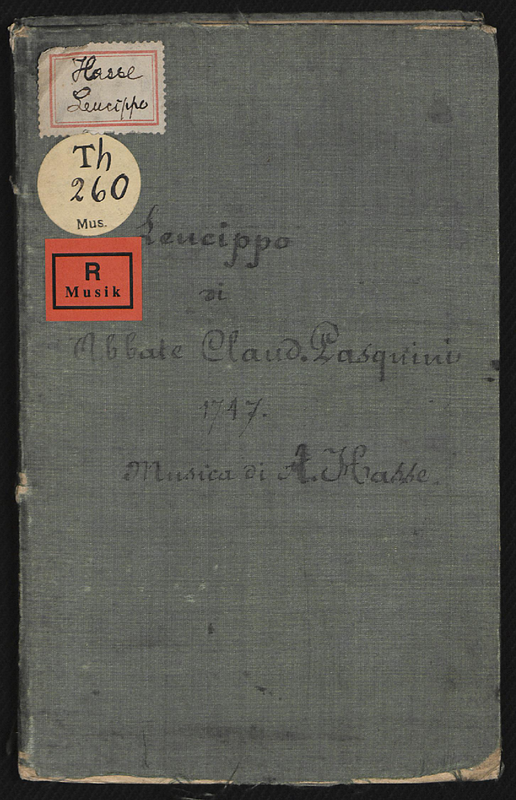 Hasse
Leucippo
Th
260
Mus.
R
Musik
Leucippo
di
Abbate Claud. Pasquini
1747.
Musica di A. Hasse.